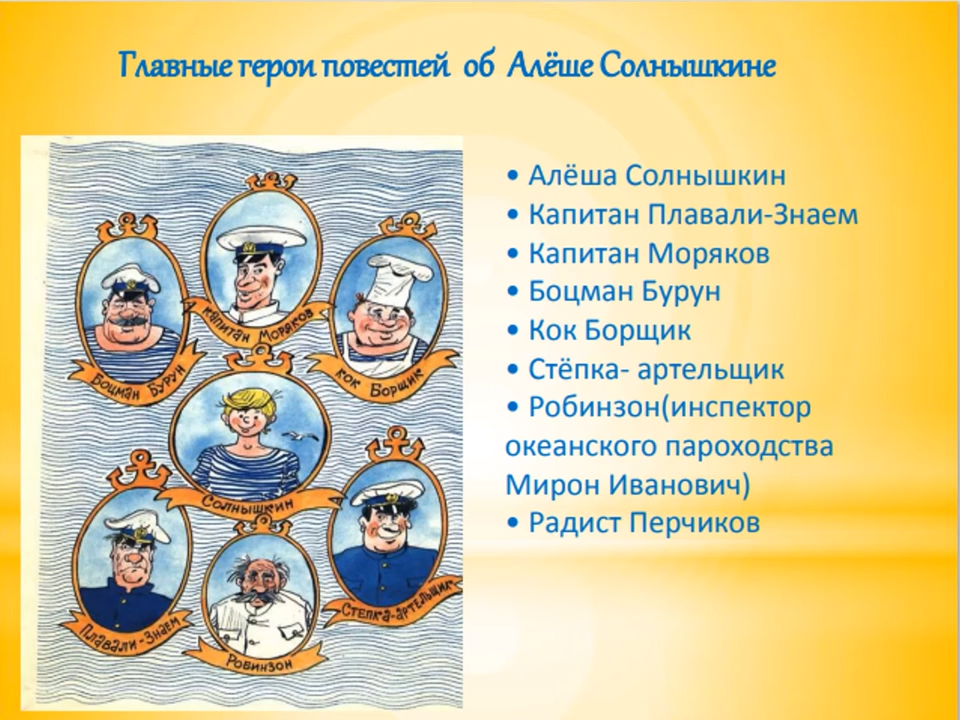 Главные герои повестей об Алёше Солнышкине
Боцман Бурун
Капитан Моряков
Кок Борщик
Солнышкин
Плавали-Знаем
Робинзон
Степка-артельщик
• Алёша Солнышкин
• Капитан Плавали-Знаем
• Капитан Моряков
• Боцман Бурун
• Кок Борщик
• Стёпка- артельщик
• Робинзон(инспектор
океанского пароходства
Мирон Иванович)
• Радист Перчиков